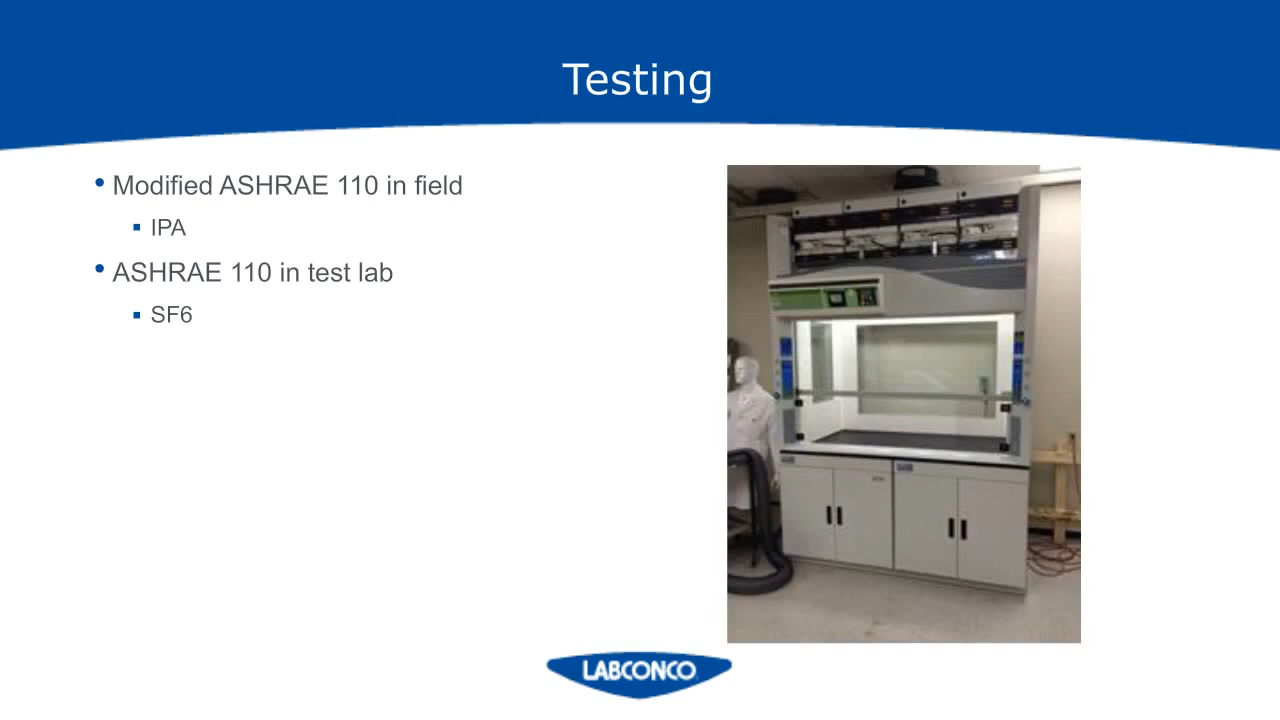 Testing
• Modified ASHRAE 110 in field
▪ IPA
• ASHRAE 110 in test lab
▪ SF6
LABCONCO